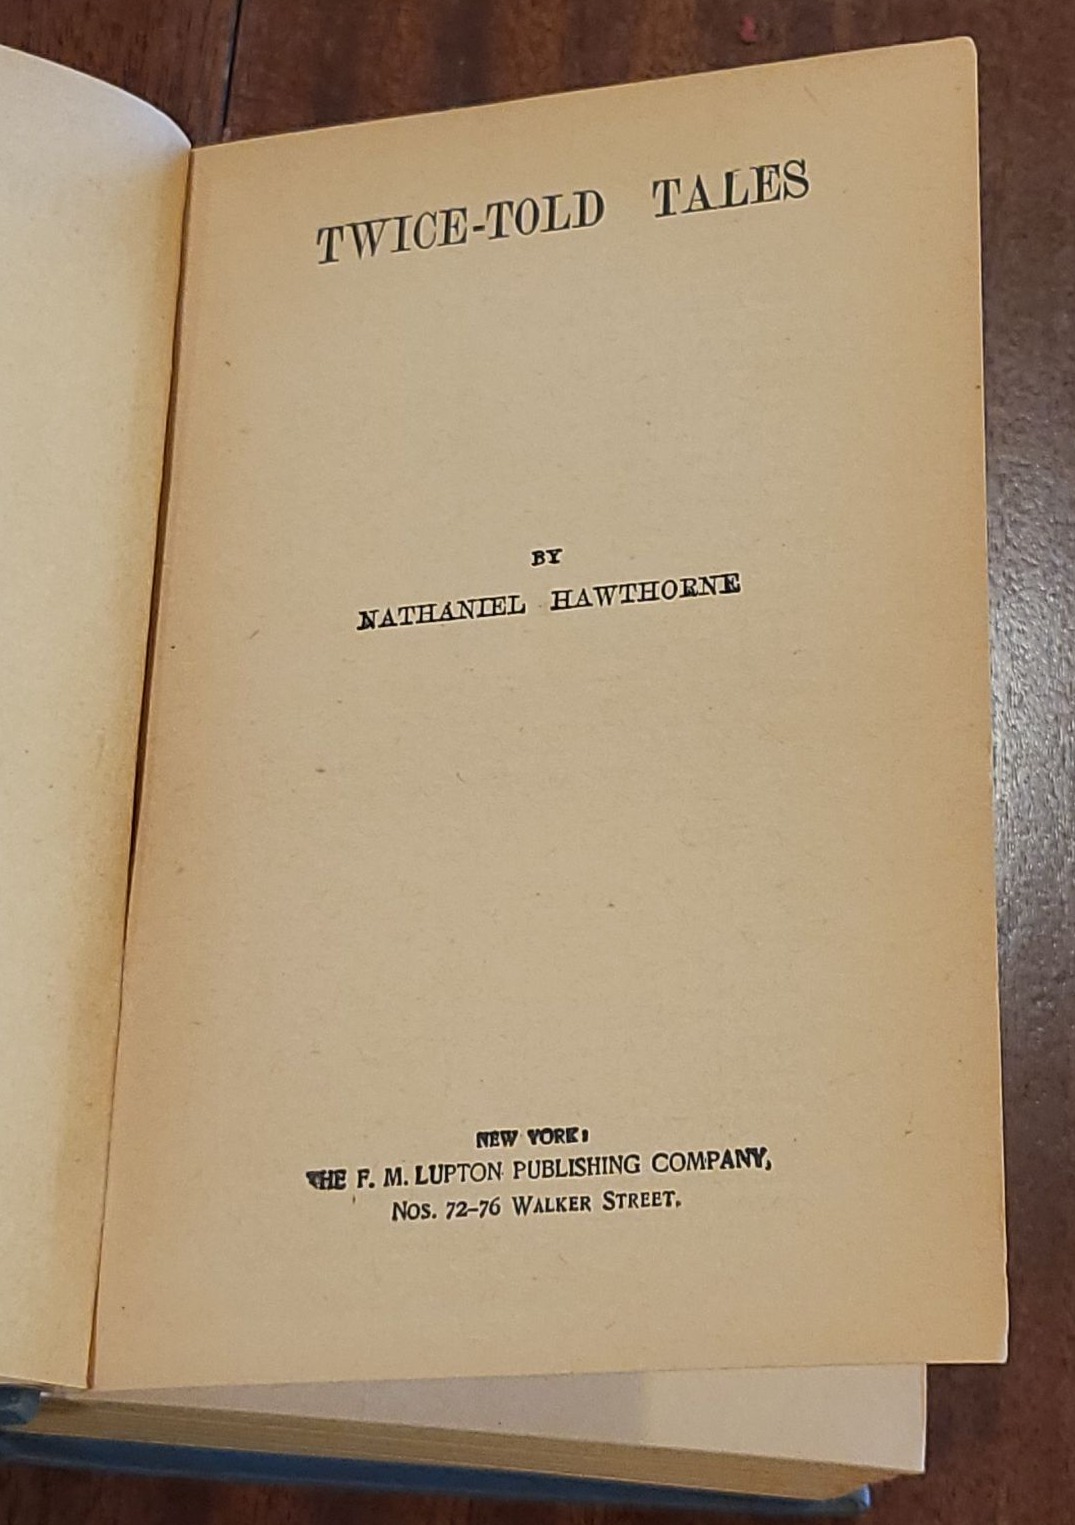 TWICE-TOLD TALES
BY
NATHANIEL HAWTHORNE
NEW YORK:
THE F. M. LUPTON PUBLISHING COMPANY,
Nos. 72–76 WALKER STREET.